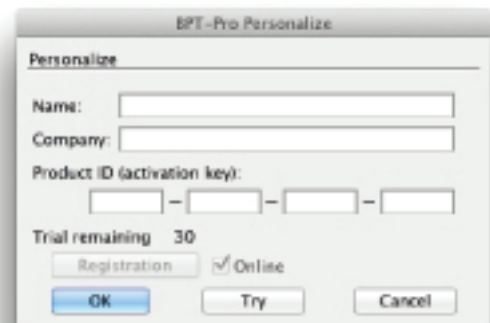 BPT-Pro Personalize
Personalize
Name:
Company:
Product ID (activation key):
– – –
Trial remaining 30
Registration Online
OK Try Cancel